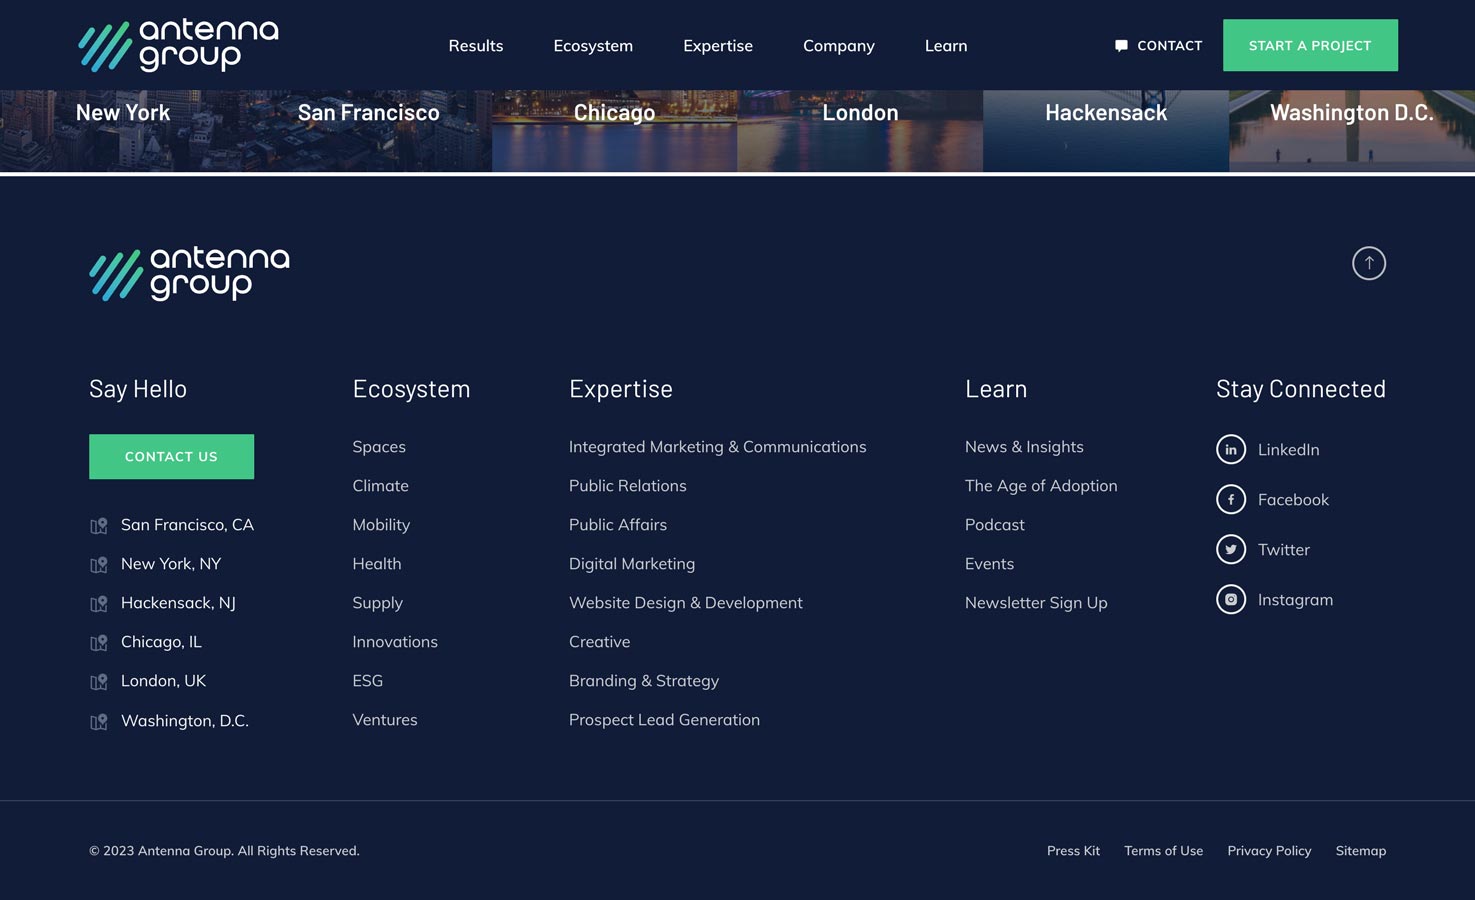 antenna
group
Results
Ecosystem
Expertise
Company
Learn
CONTACT
START A PROJECT
New York
San Francisco
Chicago
London
Hackensack
Washington D.C.
antenna
group
Say Hello
CONTACT US
San Francisco, CA
New York, NY
Hackensack, NJ
Chicago, IL
London, UK
Washington, D.C.
Ecosystem
Spaces
Climate
Mobility
Health
Supply
Innovations
ESG
Ventures
Expertise
Integrated Marketing & Communications
Public Relations
Public Affairs
Digital Marketing
Website Design & Development
Creative
Branding & Strategy
Prospect Lead Generation
Learn
News & Insights
The Age of Adoption
Podcast
Events
Newsletter Sign Up
Stay Connected
in LinkedIn
f Facebook
Twitter
Instagram
© 2023 Antenna Group. All Rights Reserved.
Press Kit
Terms of Use
Privacy Policy
Sitemap